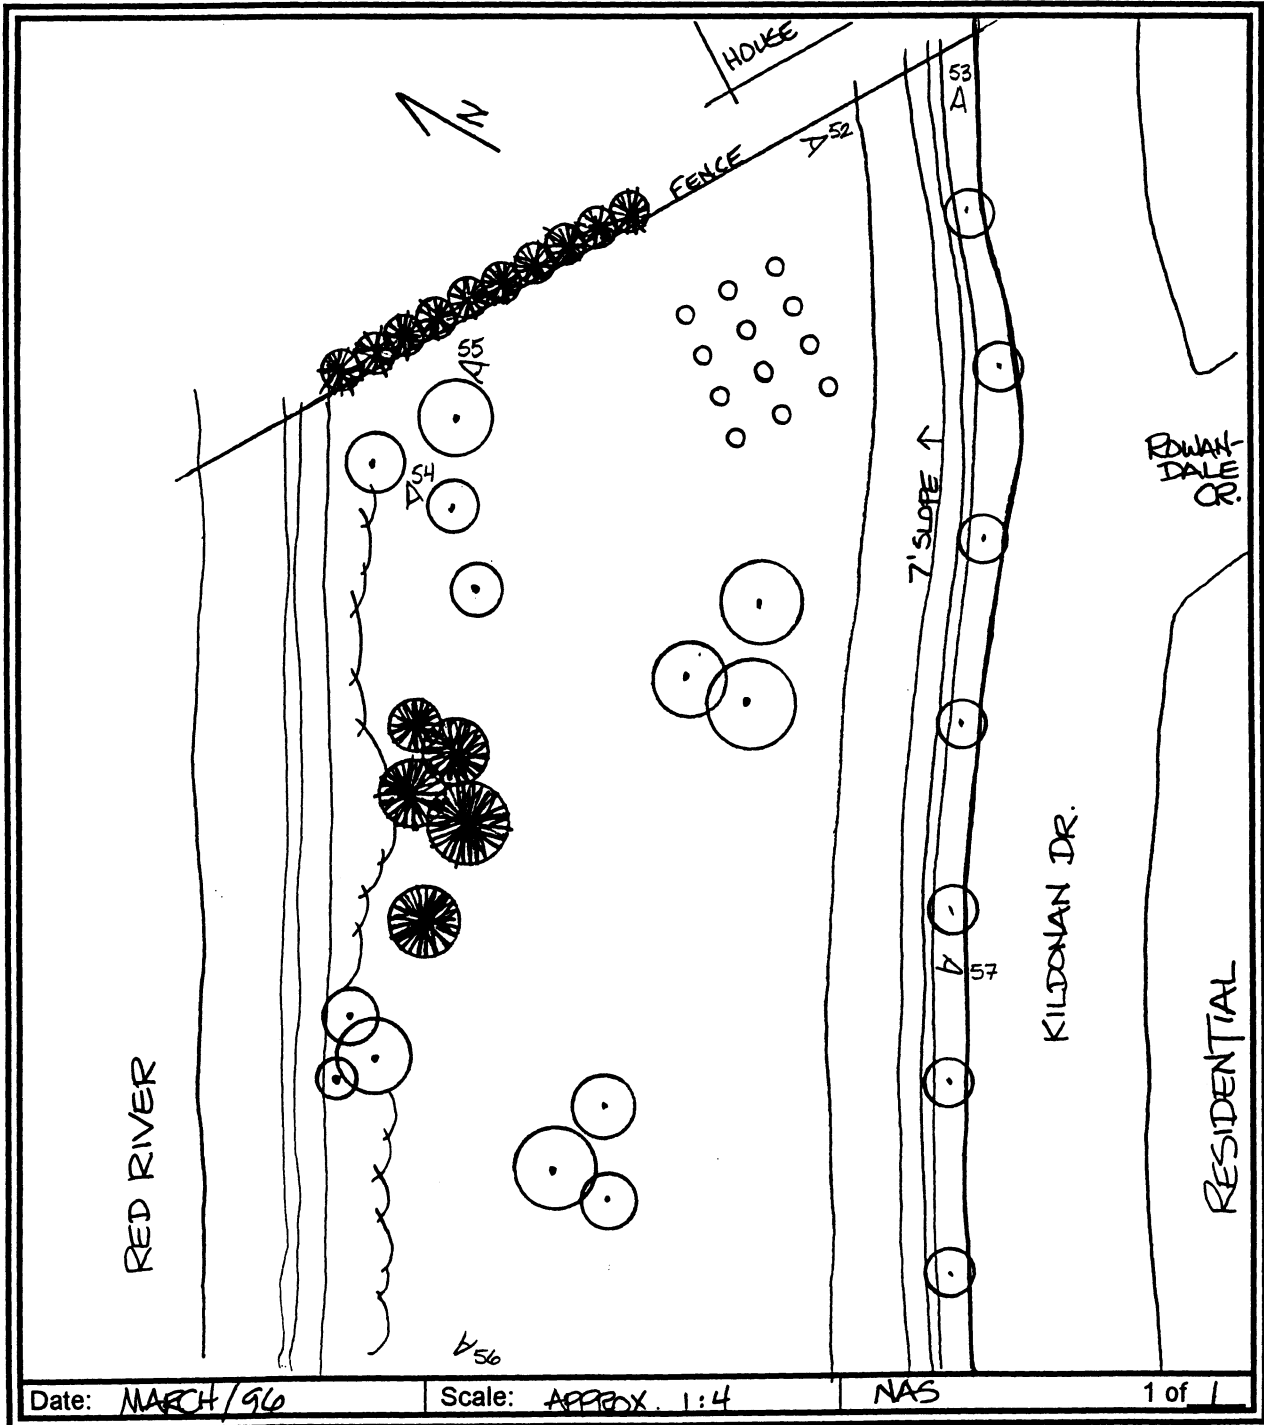 HOUSE
N
53
52
FENCE
55
54
7' SLOPE
ROWAN-
DALE
CR.
KILDONAN DR.
57
RESIDENTIAL
RED RIVER
56
Date: MARCH/96
Scale: APPROX. 1:4
NAS
1 of 1